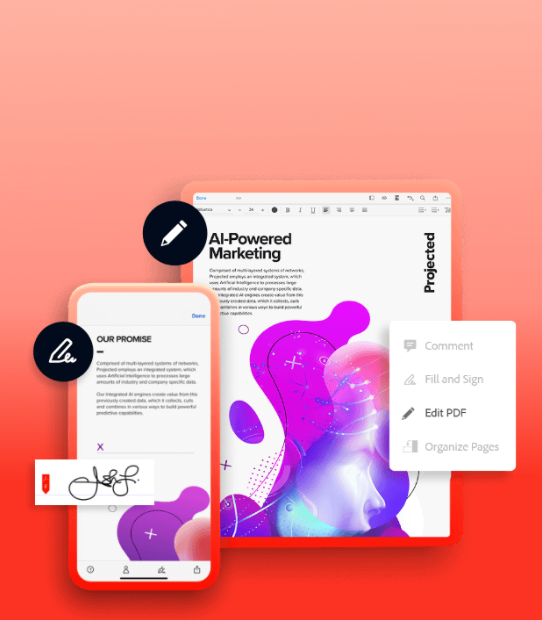 Done
Helvetica
24
B I U
AI-Powered
Marketing
Comprised of multi-layered systems of networks,
Projected employs an integrated system, which
uses Artificial Intelligence to processes large
amounts of industry and company specific data.
Our integrated AI engines create value from this
previously created data, which it collects, culls
and combines in various ways to build powerful
predictive capabilities.
Projected
Done
OUR PROMISE
Comprised of multi-layered systems of networks,
Projected employs an integrated system, which
uses Artificial Intelligence to processes large
amounts of industry and company specific data.
Our integrated AI engines create value from this
previously created data, which it collects, culls
and combines in various ways to build powerful
predictive capabilities.
X
Comment
Fill and Sign
Edit PDF
Organize Pages